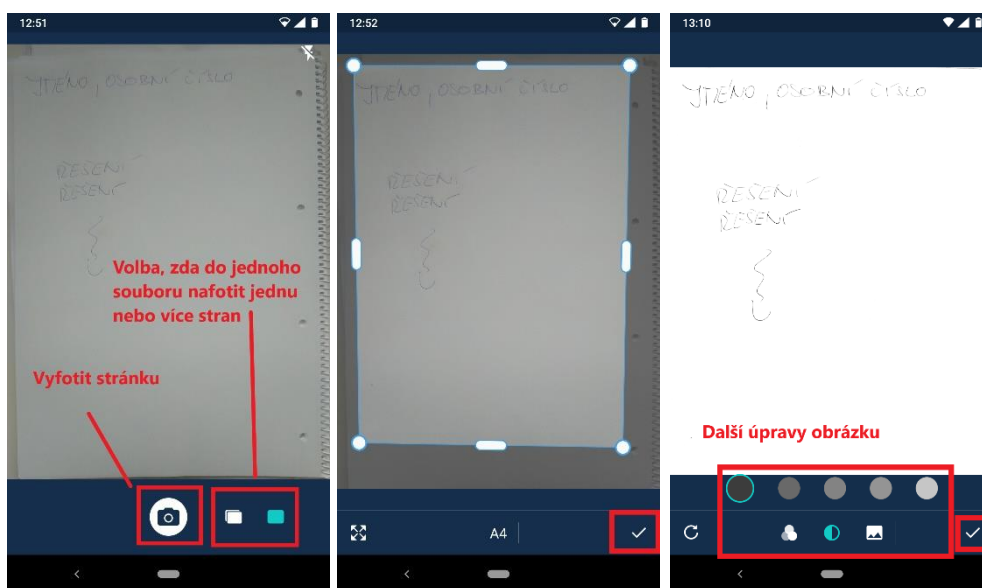 12:51
JMÉNO, OSOBNÍ ČÍSLO
ŘEŠENÍ
ŘEŠENÍ
Volba, zda do jednoho
souboru nafotit jednu
nebo více stran
Vyfotit stránku
12:52
JMÉNO, OSOBNÍ ČÍSLO
ŘEŠENÍ
ŘEŠENÍ
A4
13:10
JMÉNO, OSOBNÍ ČÍSLO
ŘEŠENÍ
ŘEŠENÍ
Další úpravy obrázku